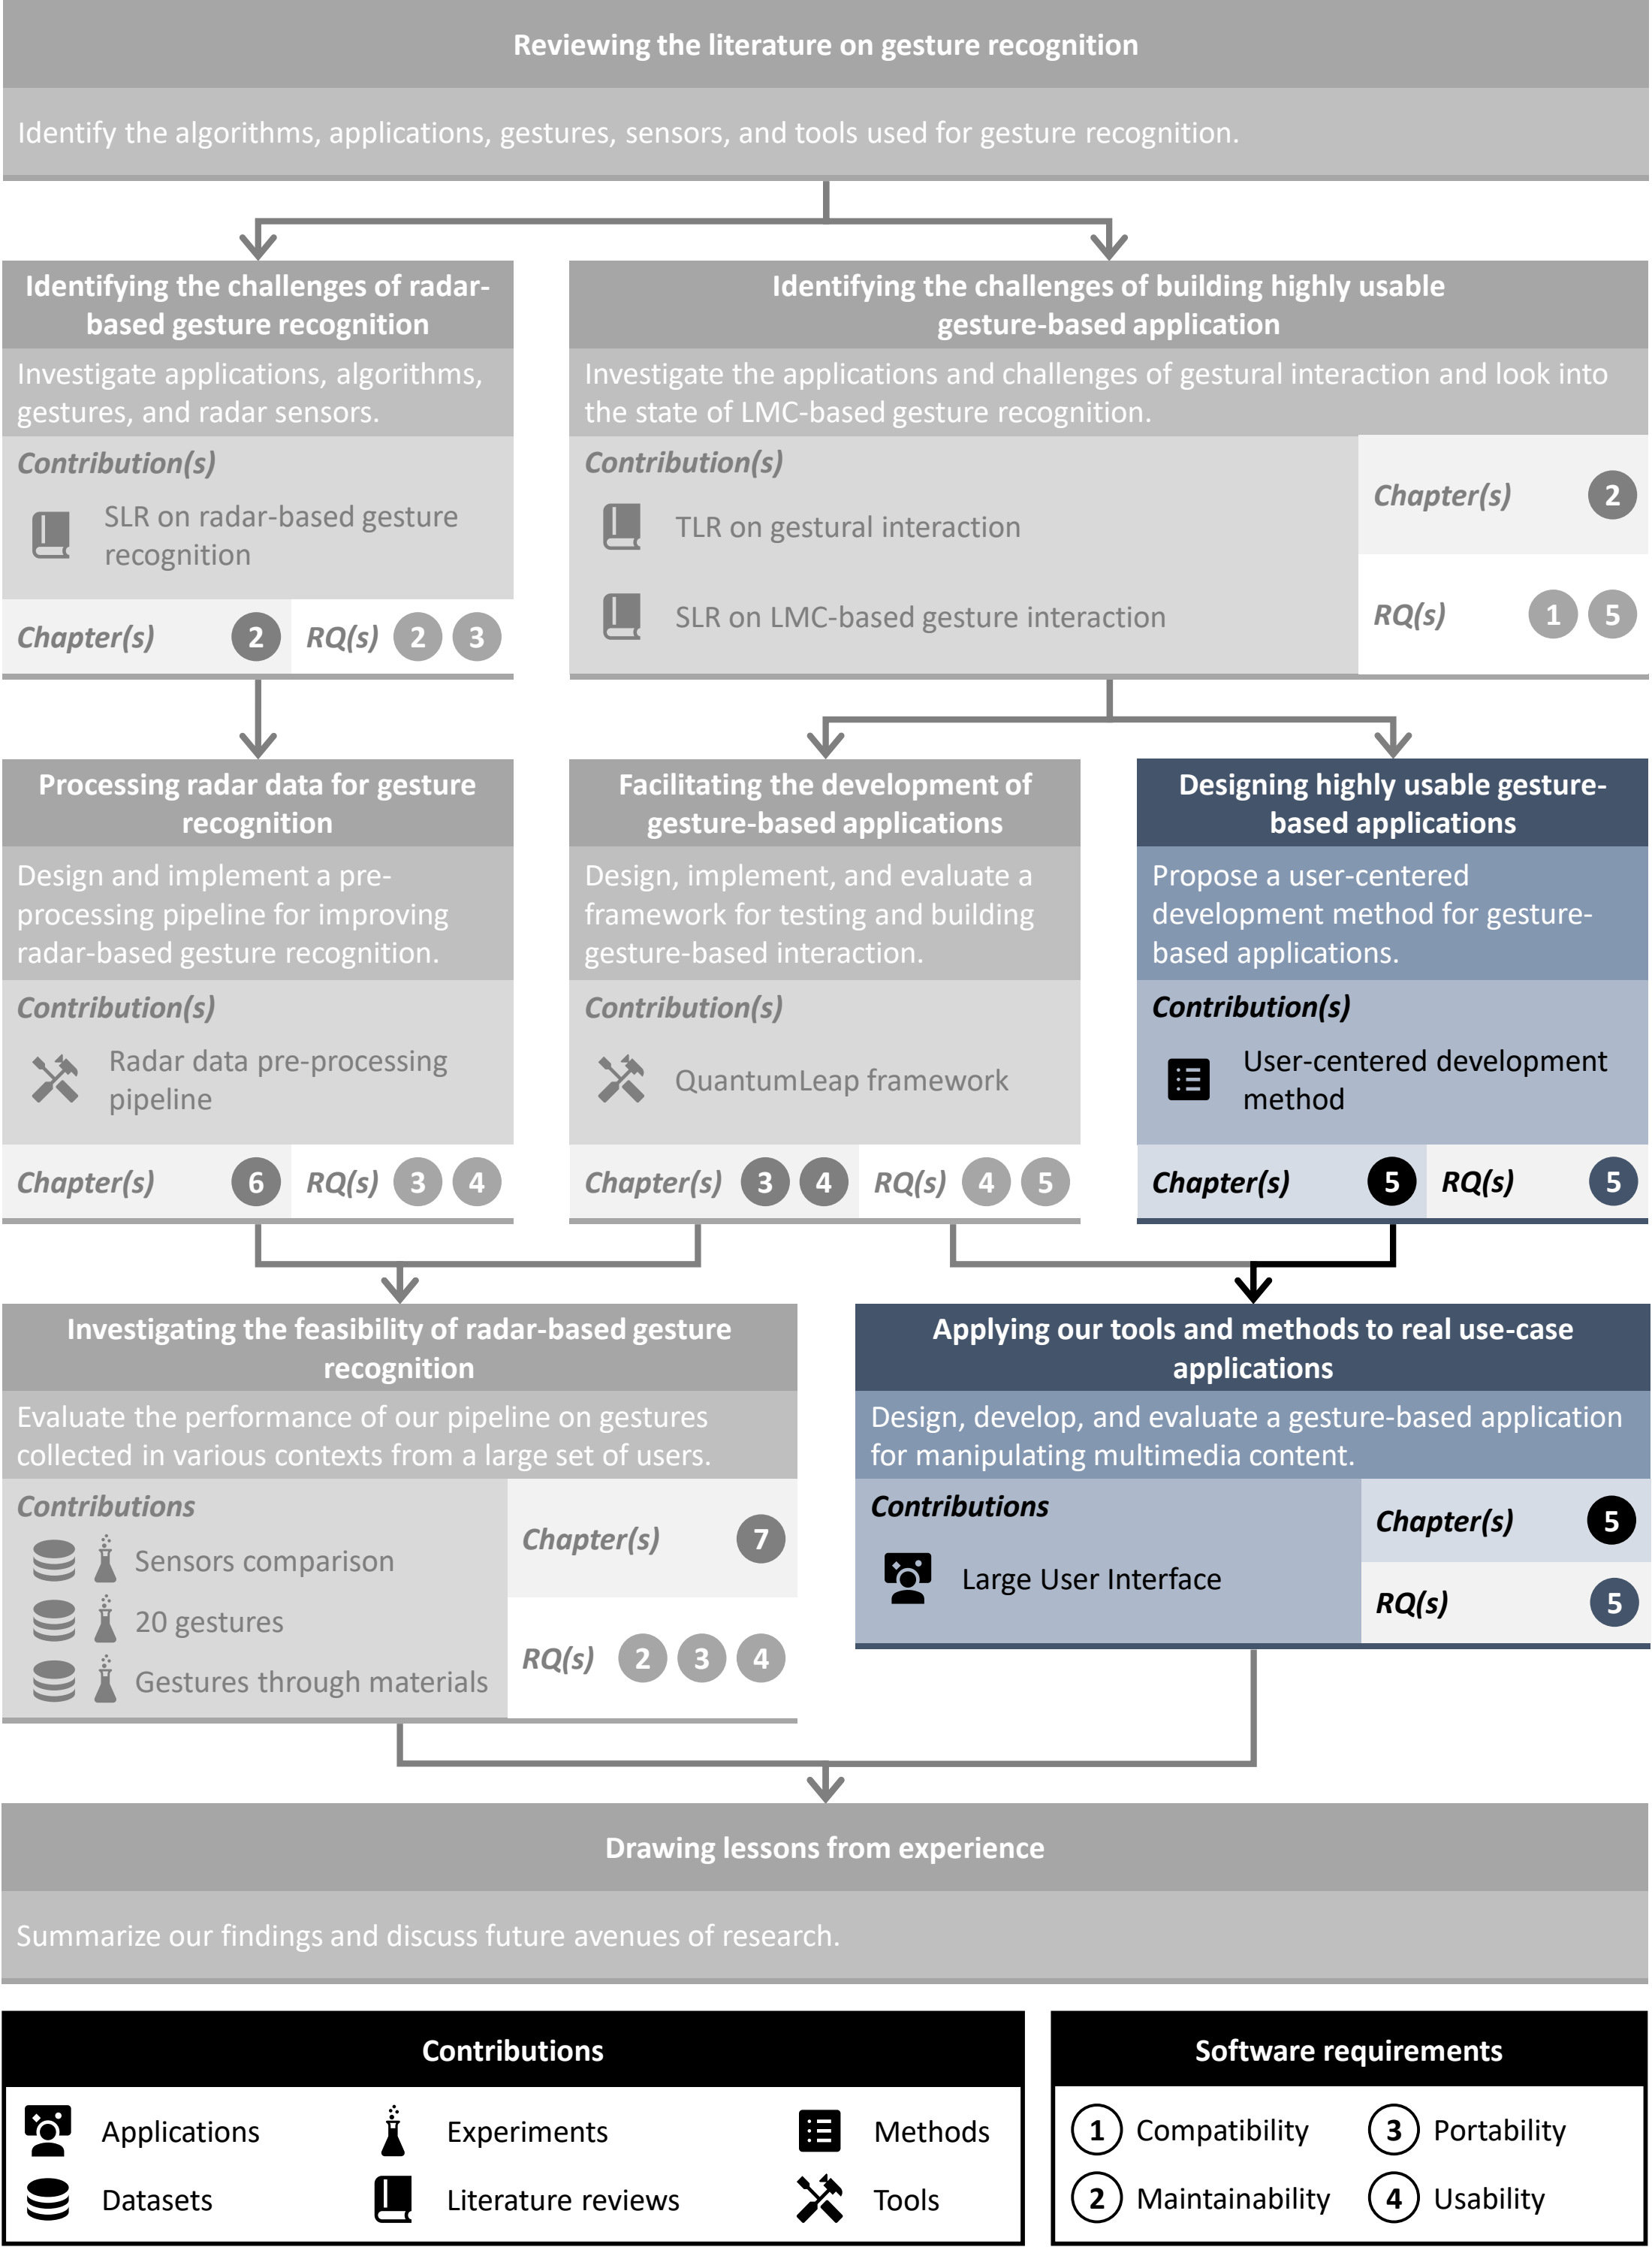 Reviewing the literature on gesture recognition
Identify the algorithms, applications, gestures, sensors, and tools used for gesture recognition.
Identifying the challenges of radar-
based gesture recognition
Investigate applications, algorithms,
gestures, and radar sensors.
Contribution(s)
SLR on radar-based gesture
recognition
Chapter(s) 2 RQ(s) 2 3
Identifying the challenges of building highly usable
gesture-based application
Investigate the applications and challenges of gestural interaction and look into
the state of LMC-based gesture recognition.
Contribution(s)
TLR on gestural interaction
SLR on LMC-based gesture interaction
Chapter(s) 2
RQ(s) 1 5
Processing radar data for gesture
recognition
Design and implement a pre-
processing pipeline for improving
radar-based gesture recognition.
Contribution(s)
Radar data pre-processing
pipeline
Chapter(s) 6 RQ(s) 3 4
Facilitating the development of
gesture-based applications
Design, implement, and evaluate a
framework for testing and building
gesture-based interaction.
Contribution(s)
QuantumLeap framework
Chapter(s) 3 4 RQ(s) 4 5
Designing highly usable gesture-
based applications
Propose a user-centered
development method for gesture-
based applications.
Contribution(s)
User-centered development
method
Chapter(s) 5 RQ(s) 5
Investigating the feasibility of radar-based gesture
recognition
Evaluate the performance of our pipeline on gestures
collected in various contexts from a large set of users.
Contributions
Sensors comparison
20 gestures
Gestures through materials
Chapter(s) 7
RQ(s) 2 3 4
Applying our tools and methods to real use-case
applications
Design, develop, and evaluate a gesture-based application
for manipulating multimedia content.
Contributions
Large User Interface
Chapter(s) 5
RQ(s) 5
Drawing lessons from experience
Summarize our findings and discuss future avenues of research.
Contributions
Applications Experiments Methods
Datasets Literature reviews Tools
Software requirements
1 Compatibility 3 Portability
2 Maintainability 4 Usability